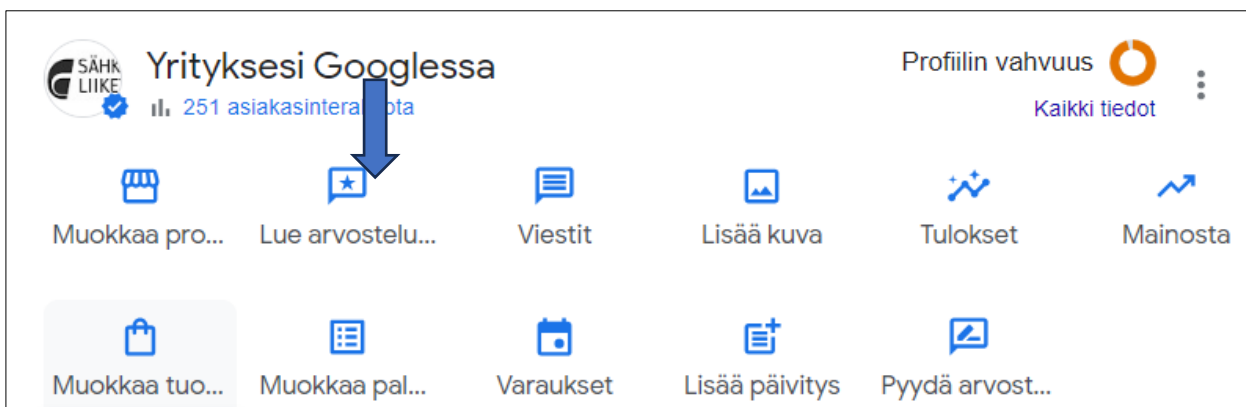 SÄHK
LIIKE
Yrityksesi Googlessa
251
Profiilin vahvuus
Kaikki tiedot
Muokkaa pro... Lue arvostelu... Viestit Lisää kuva Tulokset Mainosta
Muokkaa tuo... Muokkaa pal... Varaukset Lisää päivitys Pyydä arvost...